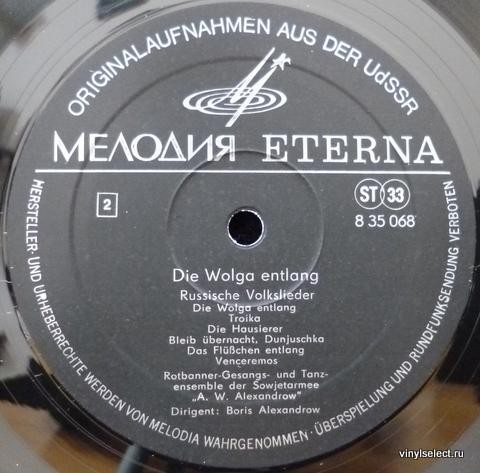 ORIGINALAUFNAHMEN AUS DER UdSSR
МЕЛОДИЯ ETERNA
2
ST 33
8 35 068
Die Wolga entlang
Russische Volkslieder
Die Wolga entlang
Troika
Die Hausierer
Bleib übernacht, Dunjuschka
Das Flüßchen entlang
Venceremos
Rotbanner-Gesangs- und Tanz-
ensemble der Sowjetarmee
„A. W. Alexandrow"
Dirigent: Boris Alexandrow
HERSTELLER- UND URHEBERRECHTE WERDEN VON MELODIA WAHRGENOMMEN · ÜBERSPIELUNG UND RUNDFUNKSENDUNG VERBOTEN
vinylselect.ru